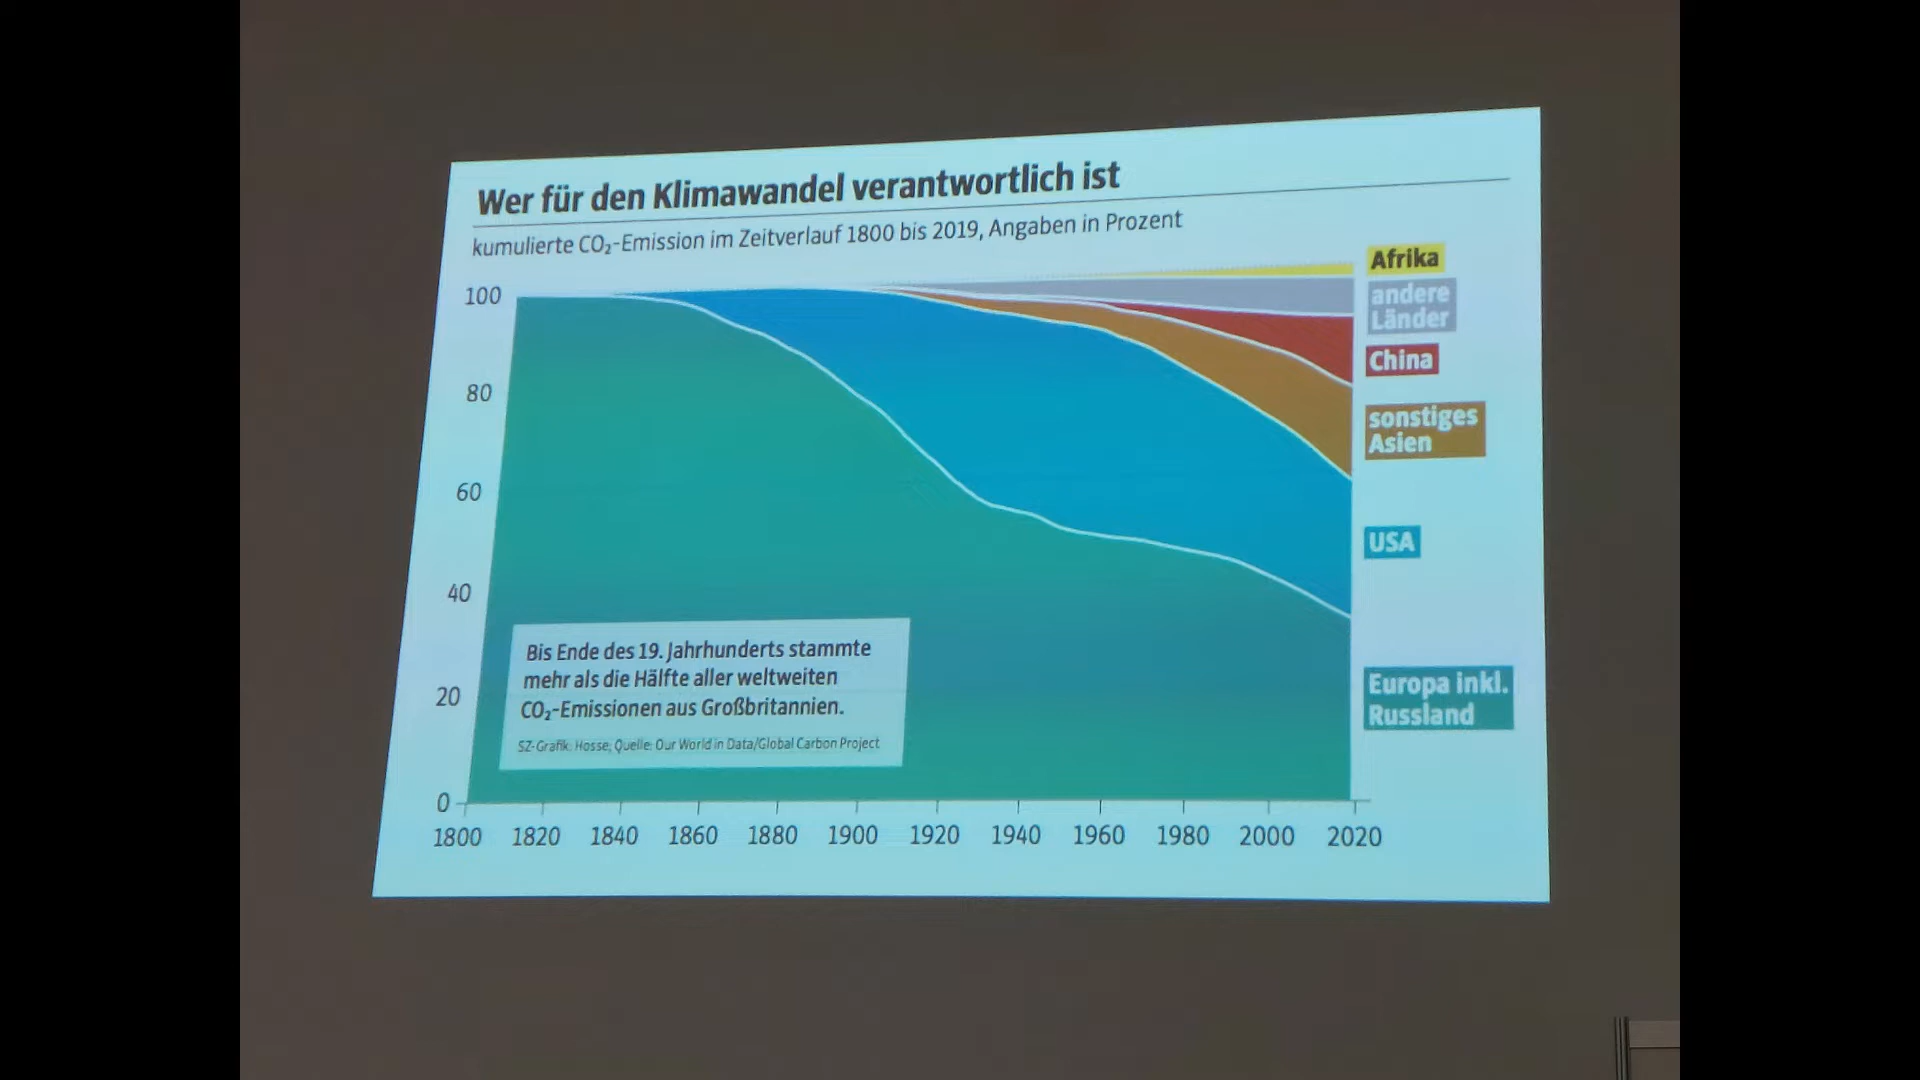 Wer für den Klimawandel verantwortlich ist
kumulierte CO₂-Emission im Zeitverlauf 1800 bis 2019, Angaben in Prozent
Afrika
andere
Länder
China
sonstiges
Asien
USA
Europa inkl.
Russland
100
80
60
40
20
0
Bis Ende des 19. Jahrhunderts stammte
mehr als die Hälfte aller weltweiten
CO₂-Emissionen aus Großbritannien.
SZ-Grafik: Hosse; Quelle: Our World in Data/Global Carbon Project
1800 1820 1840 1860 1880 1900 1920 1940 1960 1980 2000 2020